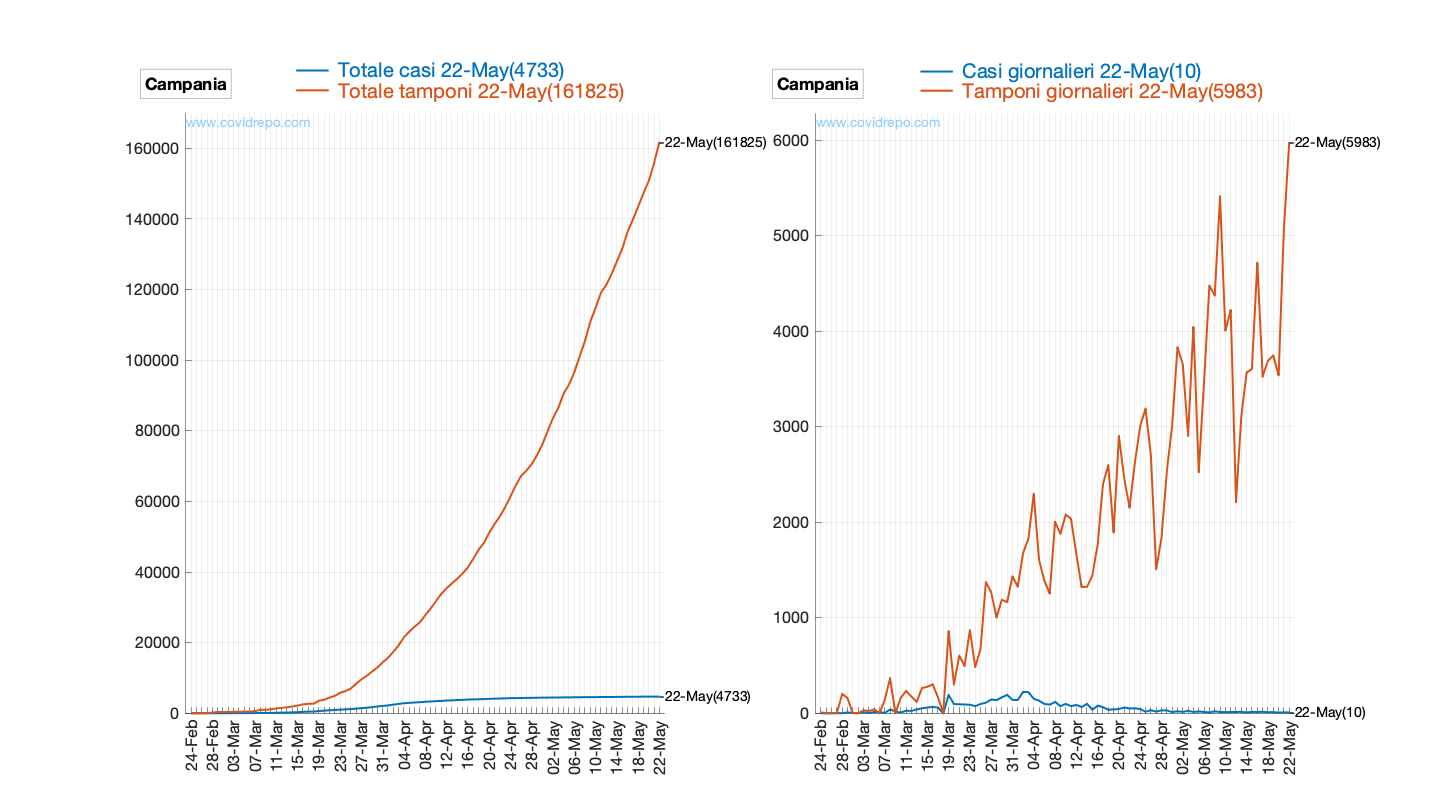 Campania
Totale casi 22-May(4733)
Totale tamponi 22-May(161825)
www.covidrepo.com
22-May(161825)
160000
140000
120000
100000
80000
60000
40000
20000
0
22-May(4733)
24-Feb
28-Feb
03-Mar
07-Mar
11-Mar
15-Mar
19-Mar
23-Mar
27-Mar
31-Mar
04-Apr
08-Apr
12-Apr
16-Apr
20-Apr
24-Apr
28-Apr
02-May
06-May
10-May
14-May
18-May
22-May
Campania
Casi giornalieri 22-May(10)
Tamponi giornalieri 22-May(5983)
www.covidrepo.com
22-May(5983)
6000
5000
4000
3000
2000
1000
0
22-May(10)
24-Feb
28-Feb
03-Mar
07-Mar
11-Mar
15-Mar
19-Mar
23-Mar
27-Mar
31-Mar
04-Apr
08-Apr
12-Apr
16-Apr
20-Apr
24-Apr
28-Apr
02-May
06-May
10-May
14-May
18-May
22-May